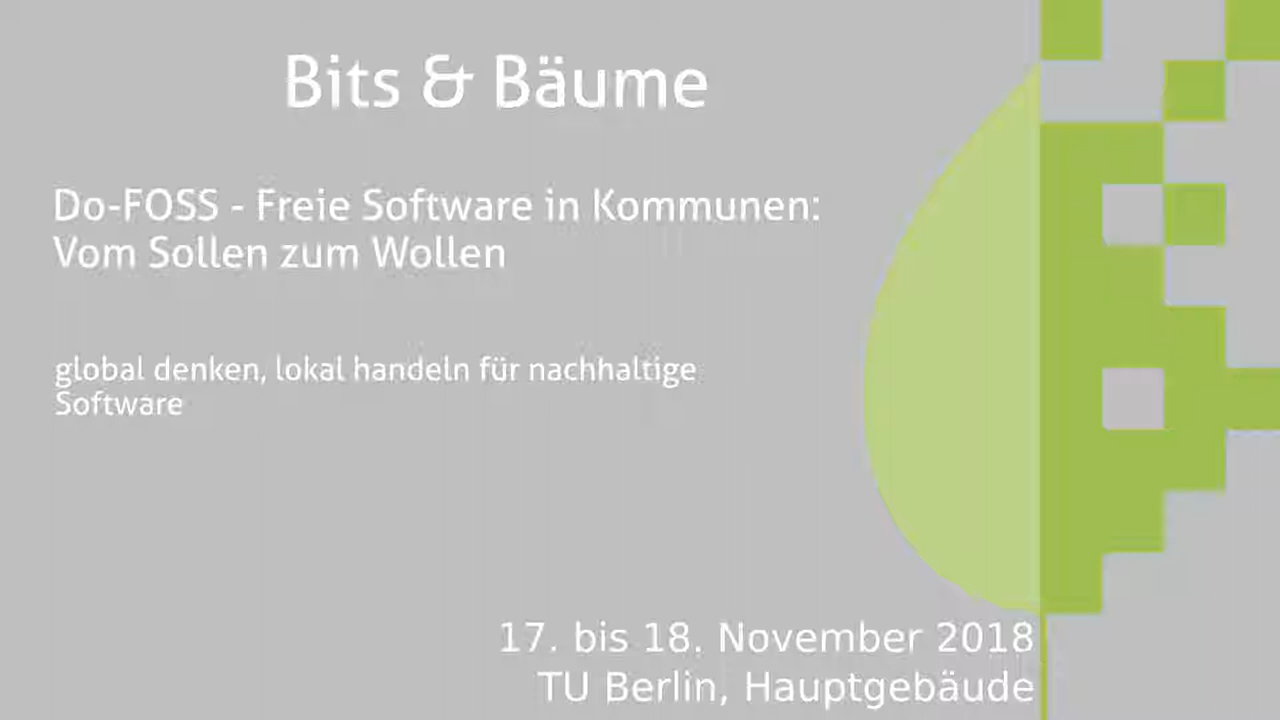 Bits & Bäume
Do-FOSS - Freie Software in Kommunen:
Vom Sollen zum Wollen
global denken, lokal handeln für nachhaltige
Software
17. bis 18. November 2018
TU Berlin, Hauptgebäude